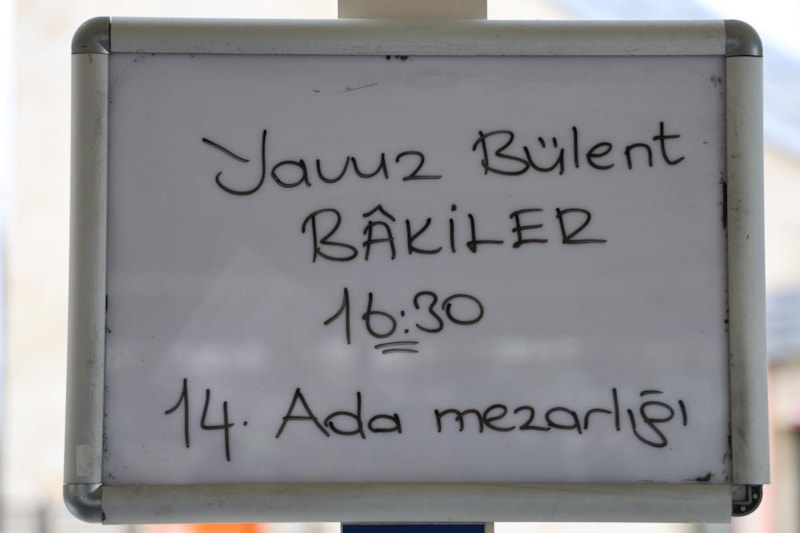 Yavuz Bülent
BÂKİLER
16:30
14. Ada mezarlığı